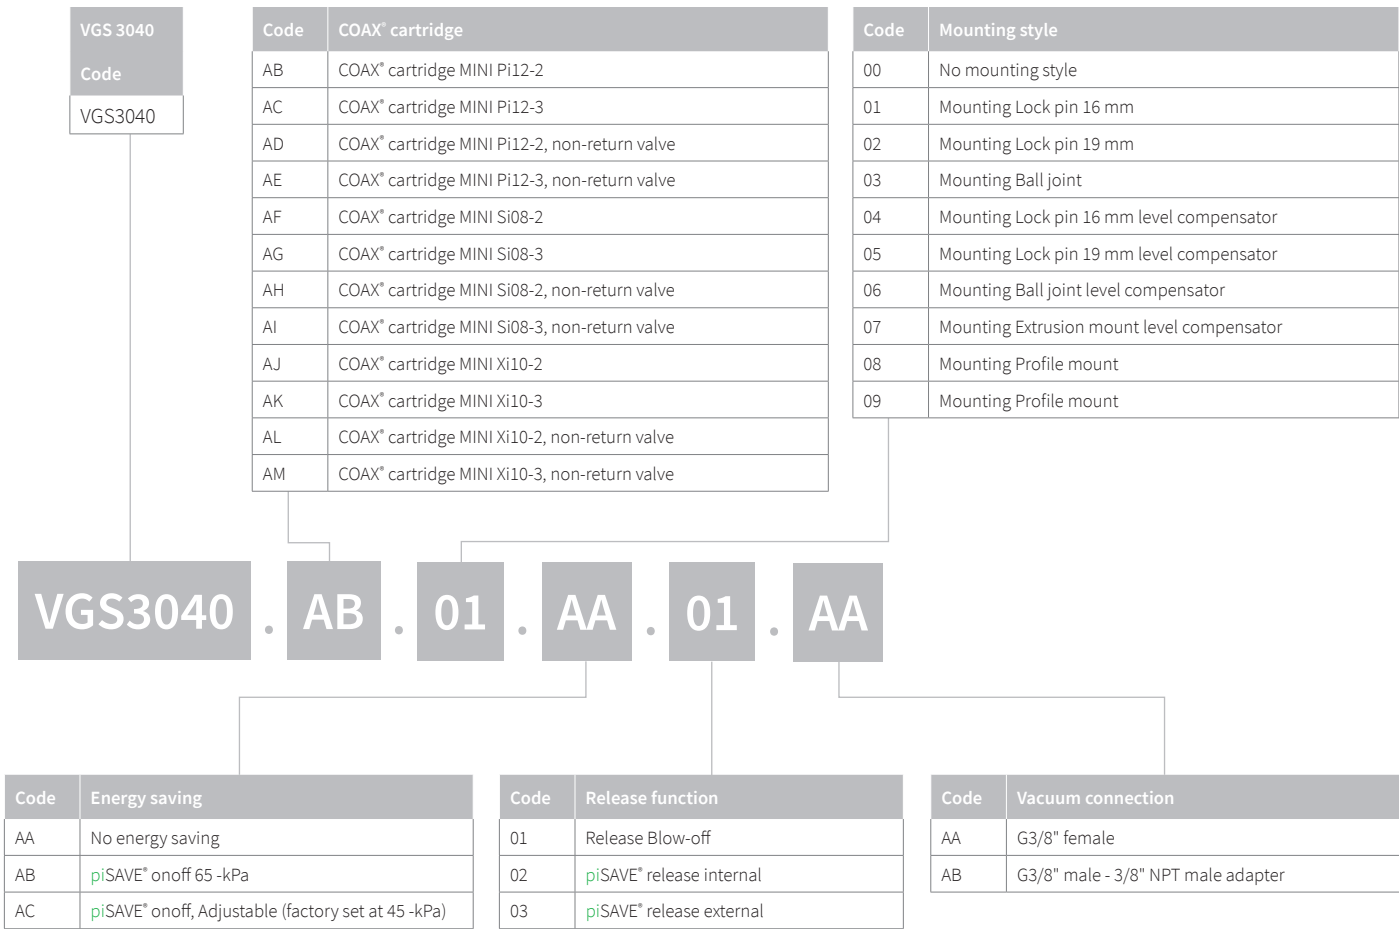 VGS 3040
Code
VGS3040
Code COAX® cartridge
AB COAX® cartridge MINI Pi12-2
AC COAX® cartridge MINI Pi12-3
AD COAX® cartridge MINI Pi12-2, non-return valve
AE COAX® cartridge MINI Pi12-3, non-return valve
AF COAX® cartridge MINI Si08-2
AG COAX® cartridge MINI Si08-3
AH COAX® cartridge MINI Si08-2, non-return valve
AI COAX® cartridge MINI Si08-3, non-return valve
AJ COAX® cartridge MINI Xi10-2
AK COAX® cartridge MINI Xi10-3
AL COAX® cartridge MINI Xi10-2, non-return valve
AM COAX® cartridge MINI Xi10-3, non-return valve
Code Mounting style
00 No mounting style
01 Mounting Lock pin 16 mm
02 Mounting Lock pin 19 mm
03 Mounting Ball joint
04 Mounting Lock pin 16 mm level compensator
05 Mounting Lock pin 19 mm level compensator
06 Mounting Ball joint level compensator
07 Mounting Extrusion mount level compensator
08 Mounting Profile mount
09 Mounting Profile mount
VGS3040 . AB . 01 . AA . 01 . AA
Code Energy saving
AA No energy saving
AB piSAVE® onoff 65 -kPa
AC piSAVE® onoff, Adjustable (factory set at 45 -kPa)
Code Release function
01 Release Blow-off
02 piSAVE® release internal
03 piSAVE® release external
Code Vacuum connection
AA G3/8" female
AB G3/8" male - 3/8" NPT male adapter